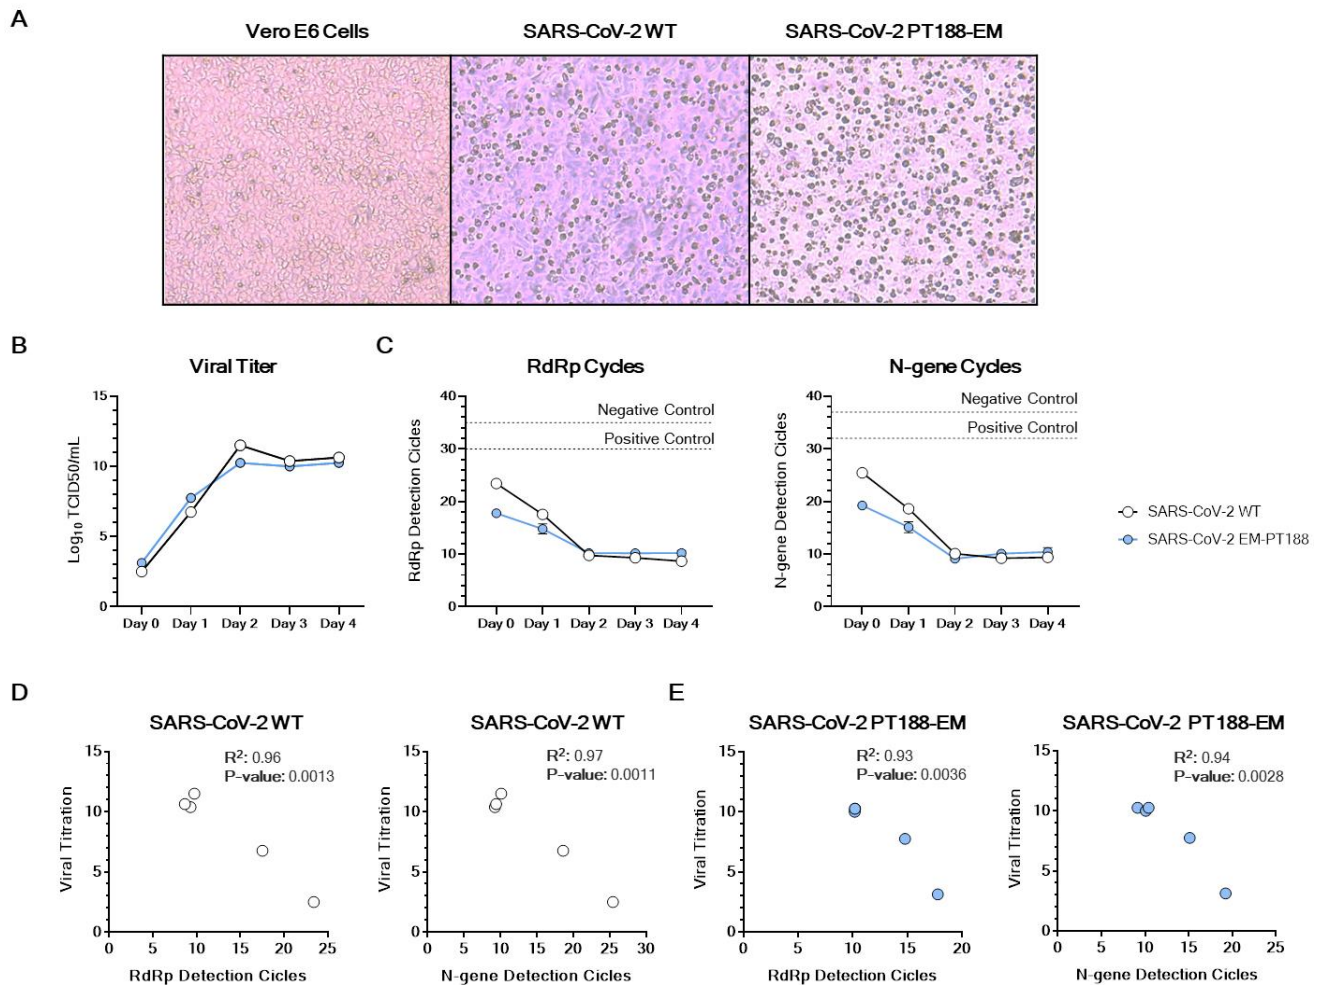 A
Vero E6 Cells
SARS-CoV-2 WT
SARS-CoV-2 PT188-EM
B
Viral Titer
Log10 TCID50/mL
15
10
5
0
Day 0 Day 1 Day 2 Day 3 Day 4
C
RdRp Cycles
RdRp Detection Cicles
40
30
20
10
0
Negative Control
Positive Control
Day 0 Day 1 Day 2 Day 3 Day 4
N-gene Cycles
N-gene Detection Cicles
40
30
20
10
0
Negative Control
Positive Control
Day 0 Day 1 Day 2 Day 3 Day 4
SARS-CoV-2 WT
SARS-CoV-2 EM-PT188
D
SARS-CoV-2 WT
R2: 0.96
P-value: 0.0013
Viral Titration
15
10
5
0
0 5 10 15 20 25
RdRp Detection Cicles
SARS-CoV-2 WT
R2: 0.97
P-value: 0.0011
Viral Titration
15
10
5
0
0 5 10 15 20 25 30
N-gene Detection Cicles
E
SARS-CoV-2 PT188-EM
R2: 0.93
P-value: 0.0036
Viral Titration
15
10
5
0
0 5 10 15 20
RdRp Detection Cicles
SARS-CoV-2 PT188-EM
R2: 0.94
P-value: 0.0028
Viral Titration
15
10
5
0
0 5 10 15 20 25
N-gene Detection Cicles